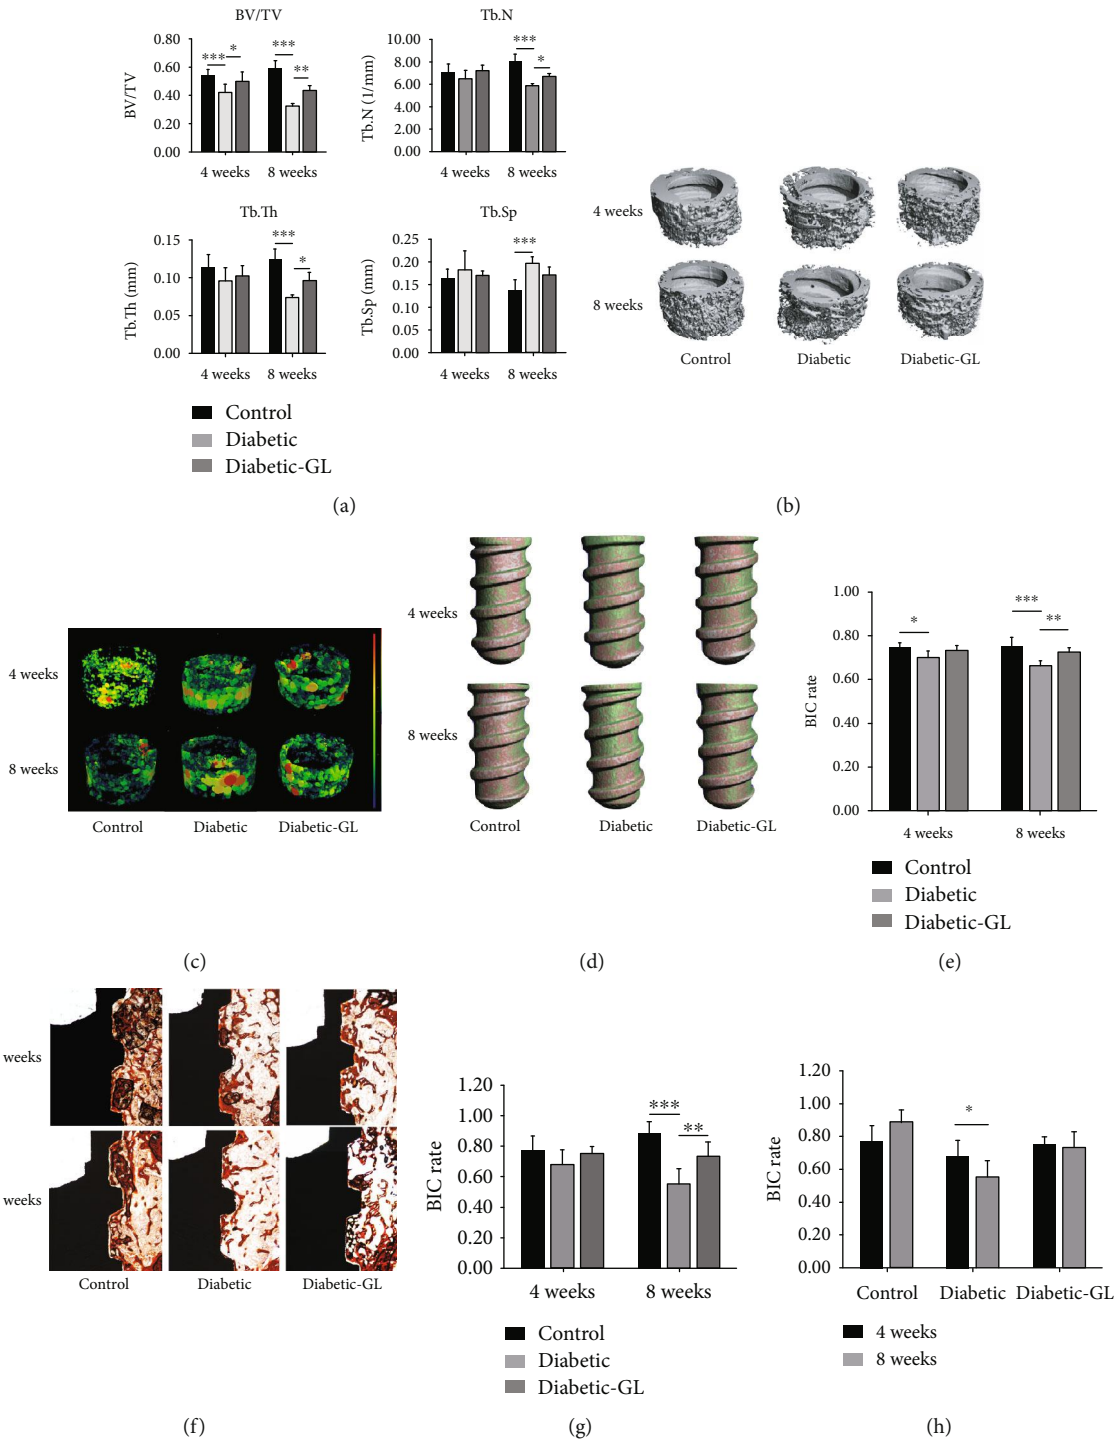 BV/TV
Tb.N
BV/TV
0.80
0.60
0.40
0.20
0.00
***
*
***
**
4 weeks
8 weeks
Tb.N (1/mm)
10.00
8.00
6.00
4.00
2.00
0.00
***
*
4 weeks
8 weeks
Tb.Th
Tb.Sp
Tb.Th (mm)
0.15
0.10
0.05
0.00
***
*
4 weeks
8 weeks
Tb.Sp (mm)
0.25
0.20
0.15
0.10
0.05
0.00
***
4 weeks
8 weeks
Control
Diabetic
Diabetic-GL
(a)
4 weeks
8 weeks
Control
Diabetic
Diabetic-GL
(b)
4 weeks
8 weeks
Control
Diabetic
Diabetic-GL
(c)
4 weeks
8 weeks
Control
Diabetic
Diabetic-GL
(d)
BIC rate
1.00
0.80
0.60
0.40
0.20
0.00
*
***
**
4 weeks
8 weeks
Control
Diabetic
Diabetic-GL
(e)
weeks
weeks
Control
Diabetic
Diabetic-GL
(f)
BIC rate
1.20
1.00
0.80
0.60
0.40
0.20
0.00
***
**
4 weeks
8 weeks
Control
Diabetic
Diabetic-GL
(g)
BIC rate
1.20
1.00
0.80
0.60
0.40
0.20
0.00
*
Control
Diabetic
Diabetic-GL
4 weeks
8 weeks
(h)